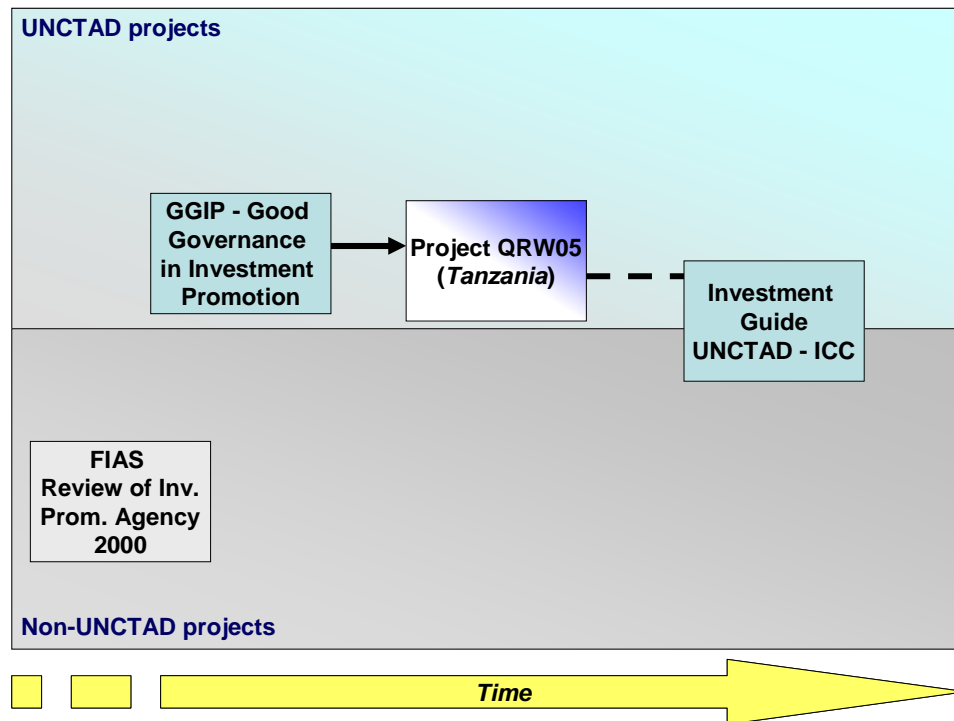 UNCTAD projects
GGIP - Good
Governance
in Investment
Promotion
Project QRW05
(Tanzania)
Investment
Guide
UNCTAD - ICC
FIAS
Review of Inv.
Prom. Agency
2000
Non-UNCTAD projects
Time